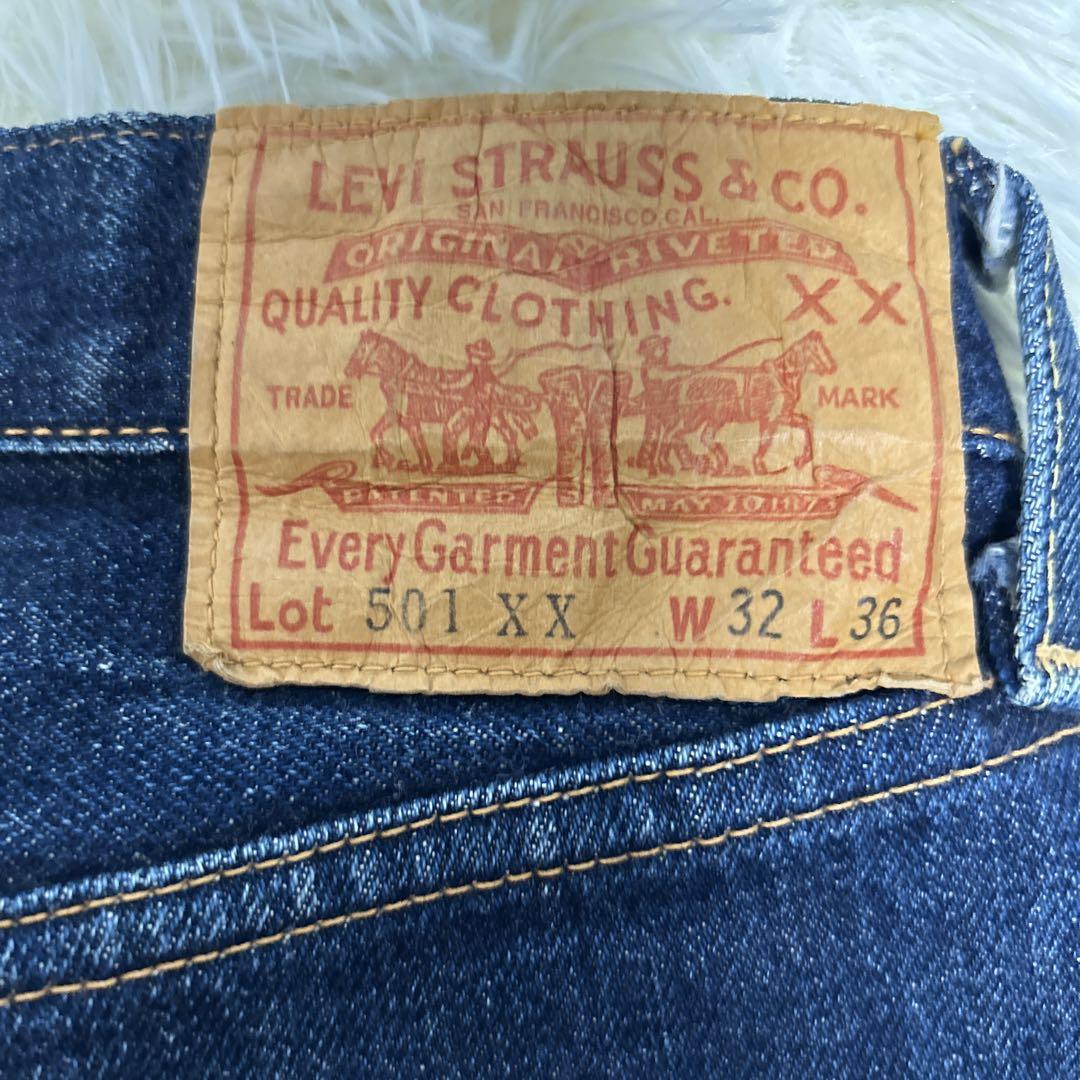 LEVI STRAUSS & CO.
SAN FRANCISCO, CAL.
ORIGINAL RIVETED
QUALITY CLOTHING. XX
TRADE MARK
PATENTED MAY 20 1873
Every Garment Guaranteed
Lot 501 XX W 32 L 36